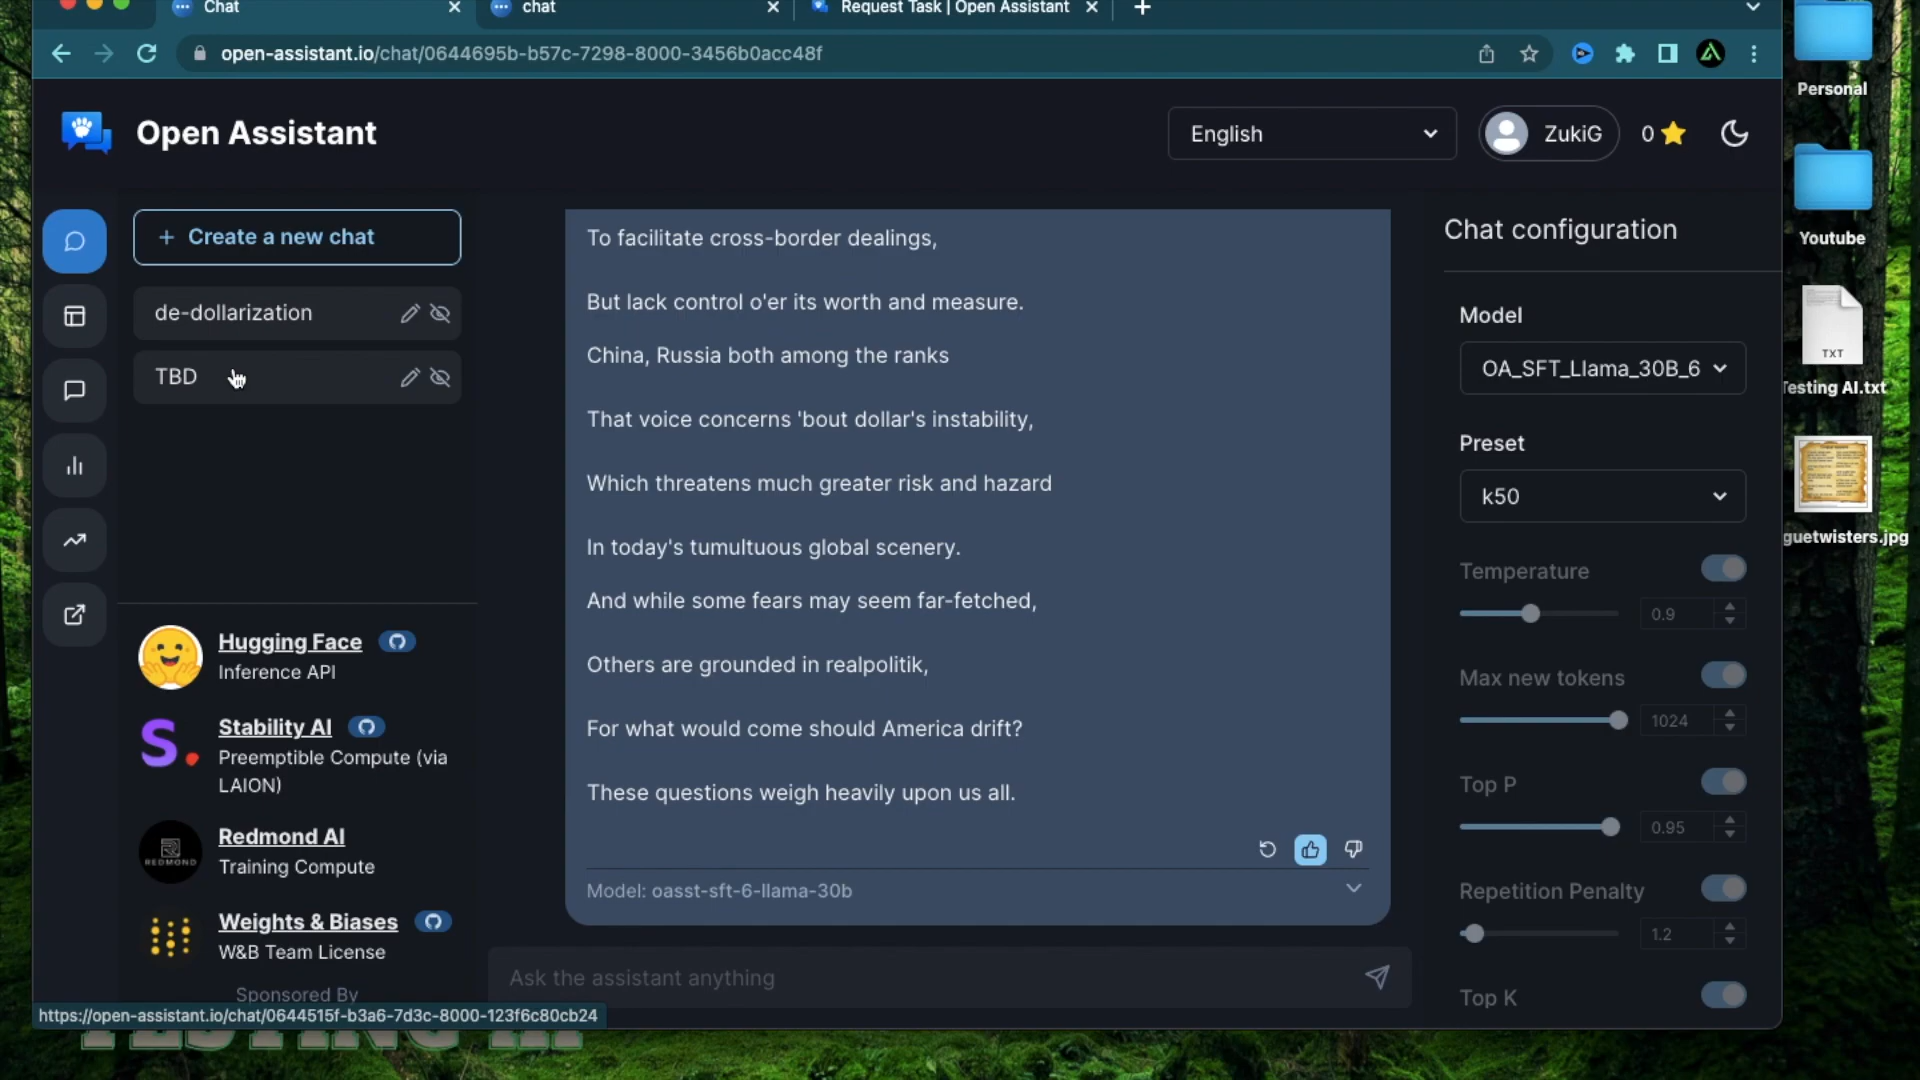 Chat
chat
Request Task | Open Assistant
open-assistant.io/chat/0644695b-b57c-7298-8000-3456b0acc48f
Personal
Open Assistant
English
ZukiG
0
+ Create a new chat
de-dollarization
TBD
Hugging Face
Inference API
Stability AI
Preemptible Compute (via
LAION)
REDMOND
Redmond AI
Training Compute
Weights & Biases
W&B Team License
Sponsored By
https://open-assistant.io/chat/0644515f-b3a6-7d3c-8000-123f6c80cb24
To facilitate cross-border dealings,
But lack control o'er its worth and measure.
China, Russia both among the ranks
That voice concerns 'bout dollar's instability,
Which threatens much greater risk and hazard
In today's tumultuous global scenery.
And while some fears may seem far-fetched,
Others are grounded in realpolitik,
For what would come should America drift?
These questions weigh heavily upon us all.
Model: oasst-sft-6-llama-30b
Ask the assistant anything
Chat configuration
Model
OA_SFT_Llama_30B_6
Preset
k50
Temperature
0.9
Max new tokens
1024
Top P
0.95
Repetition Penalty
1.2
Top K
Youtube
TXT
Testing AI.txt
guetwisters.jpg
TESTING AI